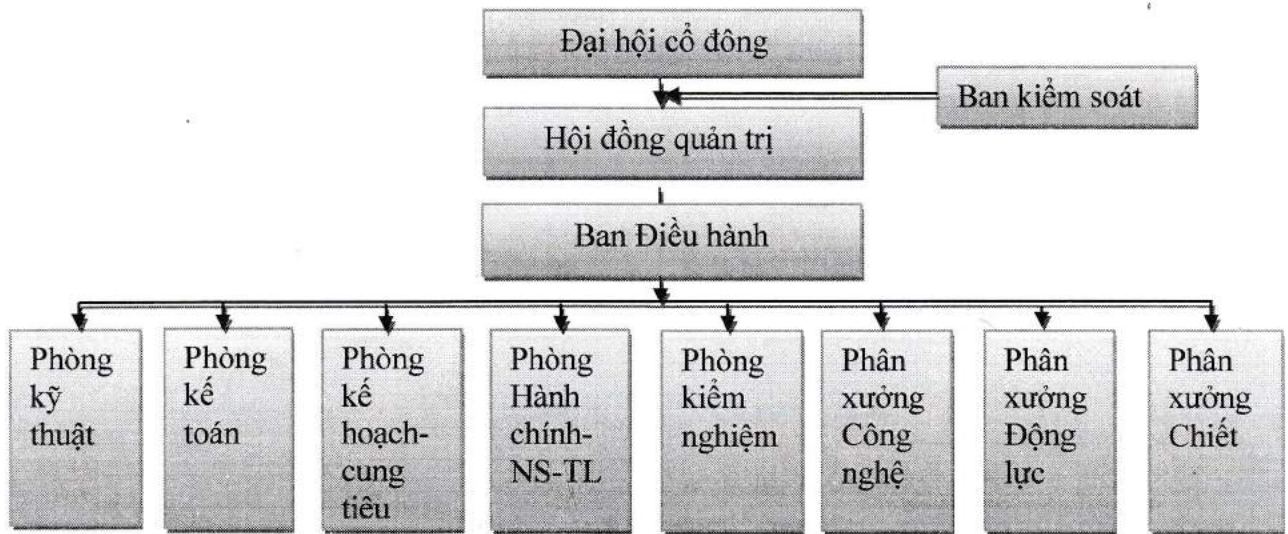 Đại hội cổ đông
Ban kiểm soát
Hội đồng quản trị
Ban Điều hành
Phòng
kỹ
thuật
Phòng
kế
toán
Phòng
kế
hoạch-
cung
tiêu
Phòng
Hành
chính-
NS-TL
Phòng
kiểm
nghiệm
Phân
xưởng
Công
nghệ
Phân
xưởng
Động
lực
Phân
xưởng
Chiết